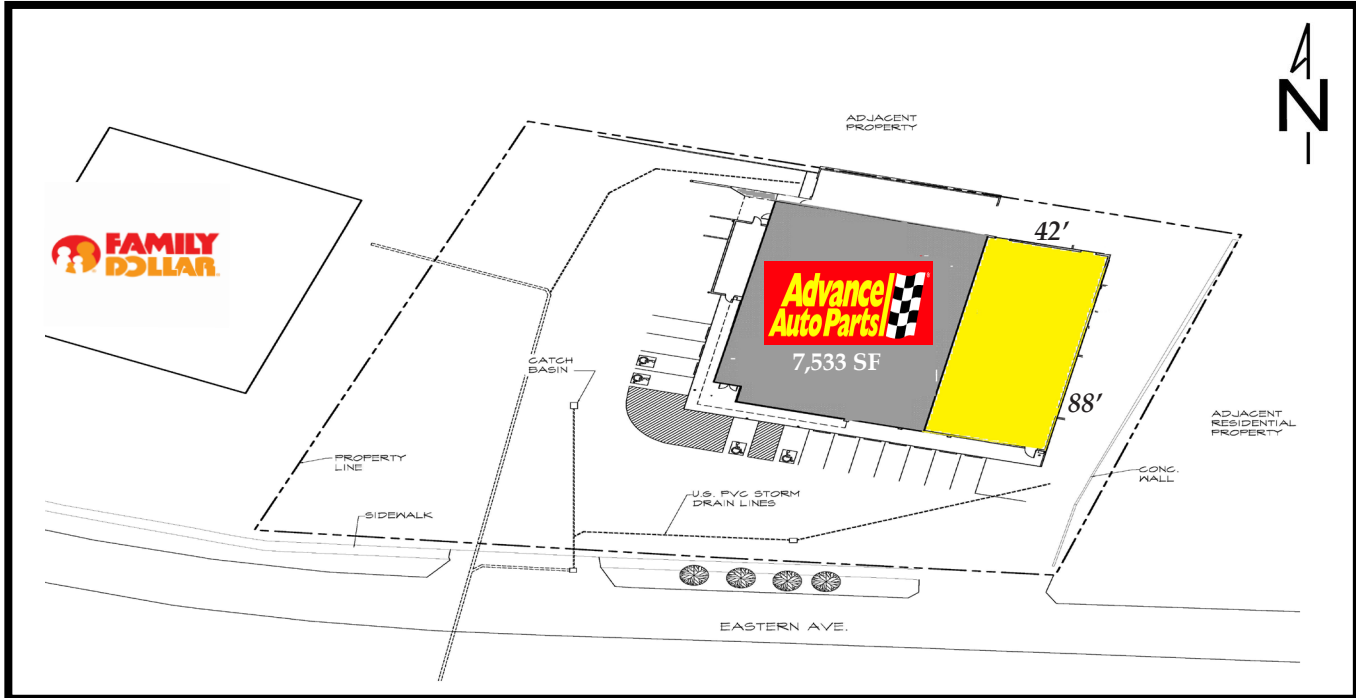 N
ADJACENT
PROPERTY
42'
FAMILY
DOLLAR
Advance
Auto Parts
7,533 SF
CATCH
BASIN
88'
ADJACENT
RESIDENTIAL
PROPERTY
PROPERTY
LINE
CONC.
WALL
U.G. PVC STORM
DRAIN LINES
SIDEWALK
EASTERN AVE.